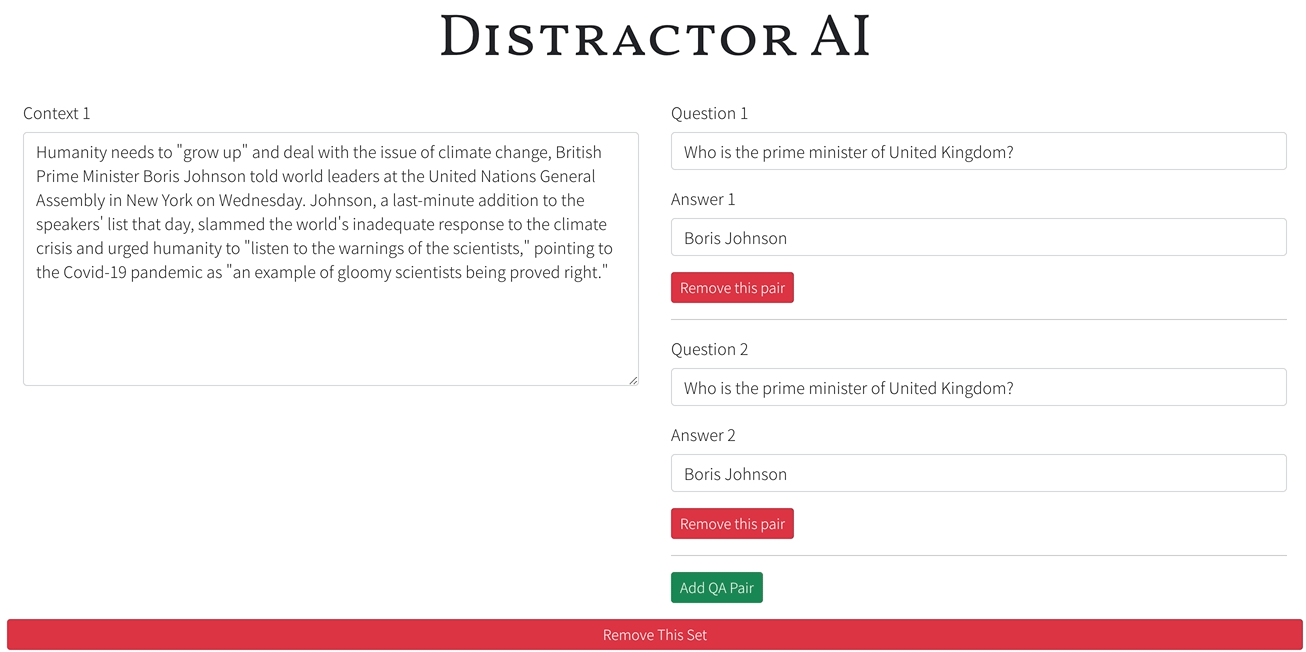 Distractor AI
Context 1
Humanity needs to "grow up" and deal with the issue of climate change, British
Prime Minister Boris Johnson told world leaders at the United Nations General
Assembly in New York on Wednesday. Johnson, a last-minute addition to the
speakers' list that day, slammed the world's inadequate response to the climate
crisis and urged humanity to "listen to the warnings of the scientists," pointing to
the Covid-19 pandemic as "an example of gloomy scientists being proved right."
Question 1
Who is the prime minister of United Kingdom?
Answer 1
Boris Johnson
Remove this pair
Question 2
Who is the prime minister of United Kingdom?
Answer 2
Boris Johnson
Remove this pair
Add QA Pair
Remove This Set